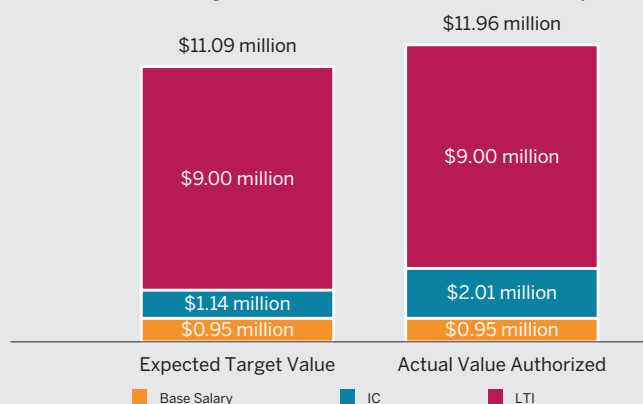 $11.09 million
$11.96 million
$9.00 million
$9.00 million
$1.14 million
$2.01 million
$0.95 million
$0.95 million
Expected Target Value
Actual Value Authorized
Base Salary
IC
LTI